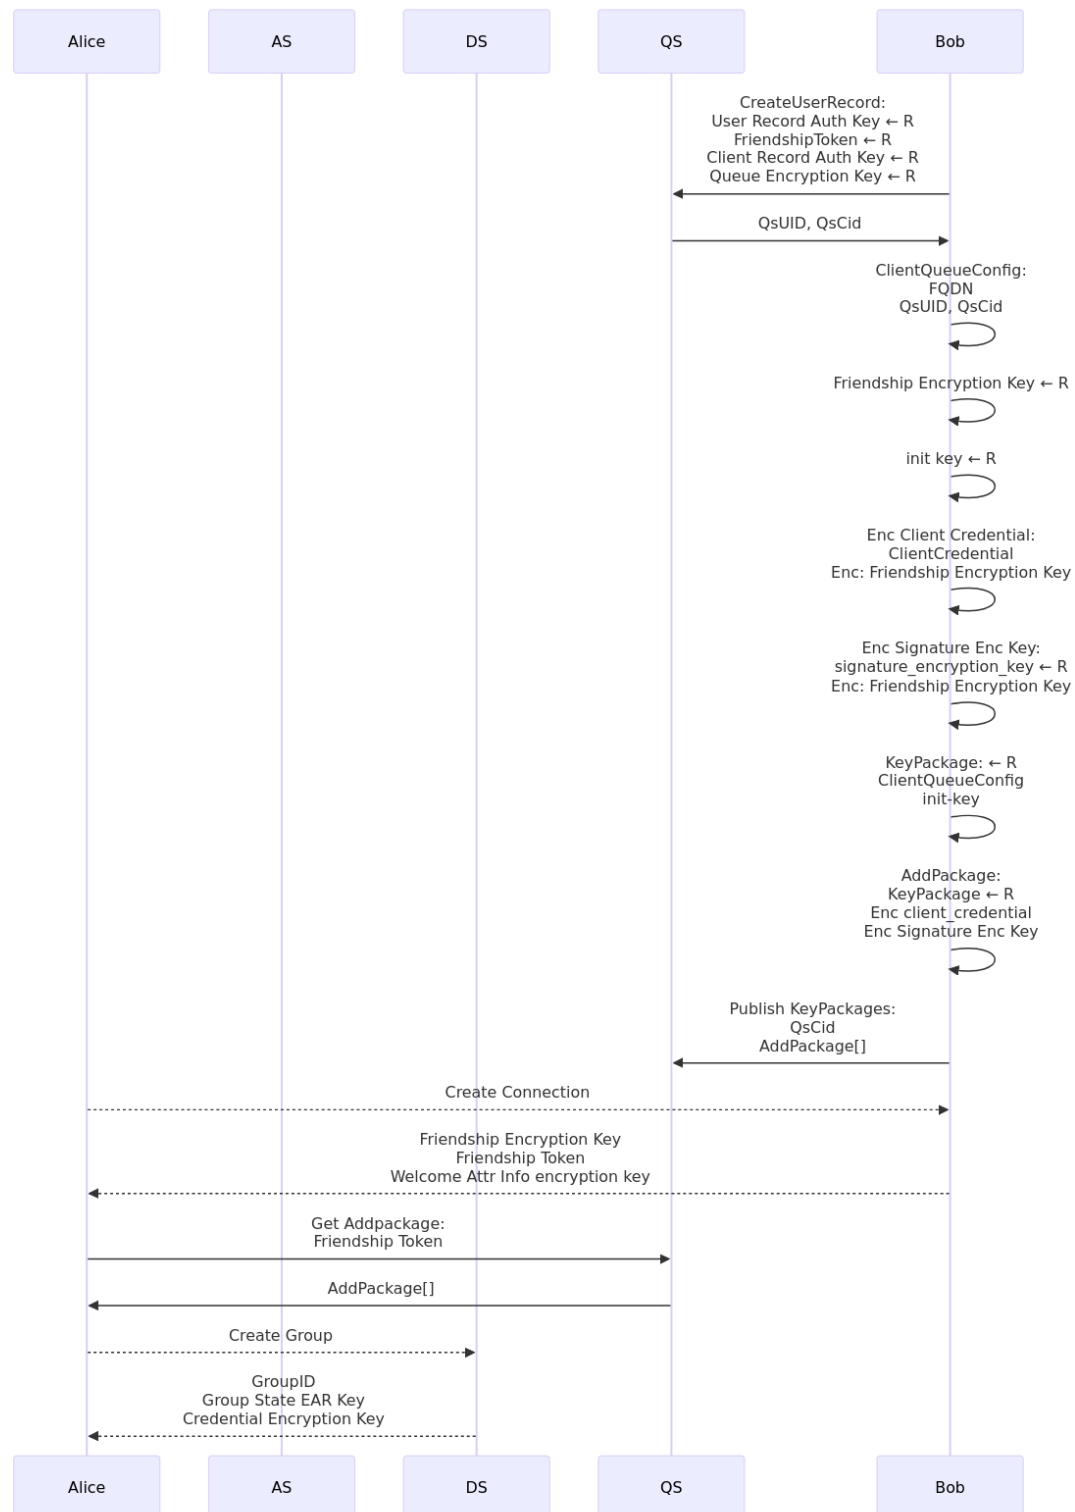 Alice
AS
DS
QS
Bob
CreateUserRecord:
User Record Auth Key ← R
FriendshipToken ← R
Client Record Auth Key ← R
Queue Encryption Key ← R
QsUID, QsCid
ClientQueueConfig:
FQDN
QsUID, QsCid
Friendship Encryption Key ← R
init key ← R
Enc Client Credential:
ClientCredential
Enc: Friendship Encryption Key
Enc Signature Enc Key:
signature_encryption_key ← R
Enc: Friendship Encryption Key
KeyPackage: ← R
ClientQueueConfig
init-key
AddPackage:
KeyPackage ← R
Enc client_credential
Enc Signature Enc Key
Publish KeyPackages:
QsCid
AddPackage[]
Create Connection
Friendship Encryption Key
Friendship Token
Welcome Attr Info encryption key
Get Addpackage:
Friendship Token
AddPackage[]
Create Group
GroupID
Group State EAR Key
Credential Encryption Key
Alice
AS
DS
QS
Bob